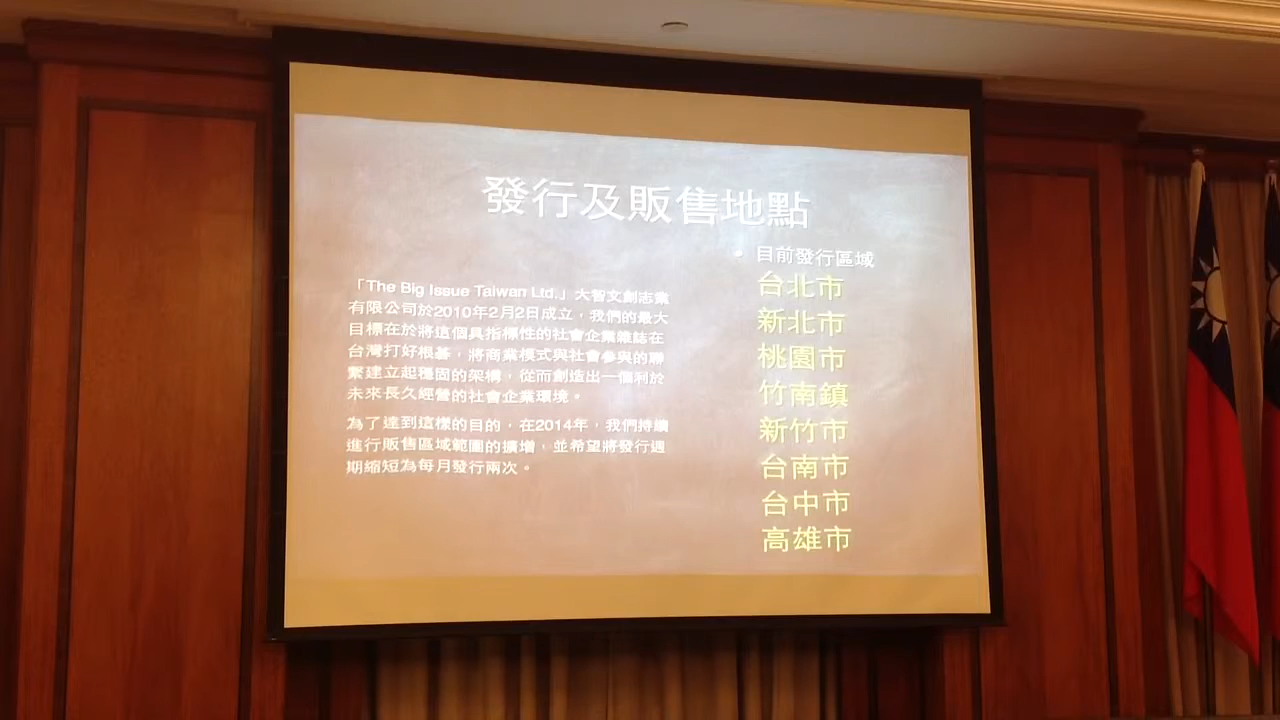 發行及販售地點
「The Big Issue Taiwan Ltd.」大智文創志業
有限公司於2010年2月2日成立，我們的最大
目標在於將這個具指標性的社會企業雜誌在
台灣打好根基，將商業模式與社會參與的聯
繫建立起穩固的架構，從而創造出一個利於
未來長久經營的社會企業環境。
為了達到這樣的目的，在2014年，我們持續
進行販售區域範圍的擴增，並希望將發行週
期縮短為每月發行兩次。
• 目前發行區域
台北市
新北市
桃園市
竹南鎮
新竹市
台南市
台中市
高雄市